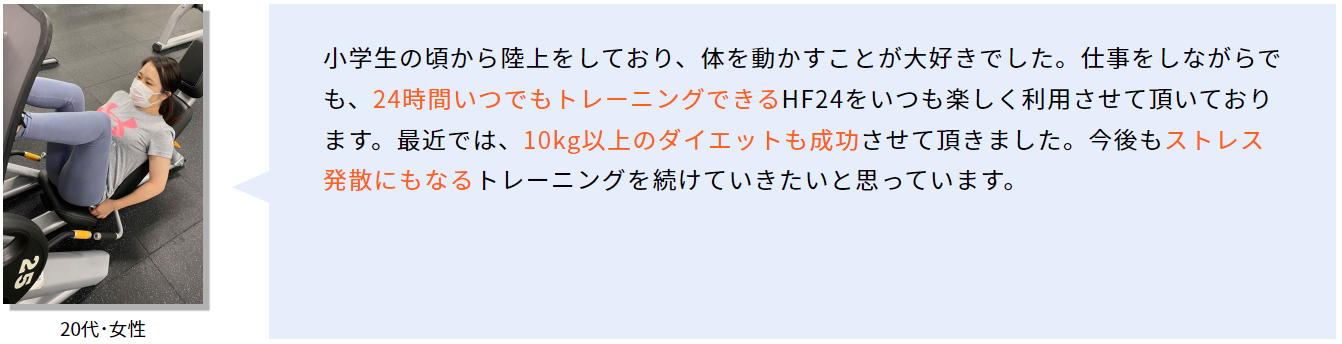 小学生の頃から陸上をしており、体を動かすことが大好きでした。仕事をしながらで
も、24時間いつでもトレーニングできるHF24をいつも楽しく利用させて頂いており
ます。最近では、10kg以上のダイエットも成功させて頂きました。今後もストレス
発散にもなるトレーニングを続けていきたいと思っています。
25
20代･女性